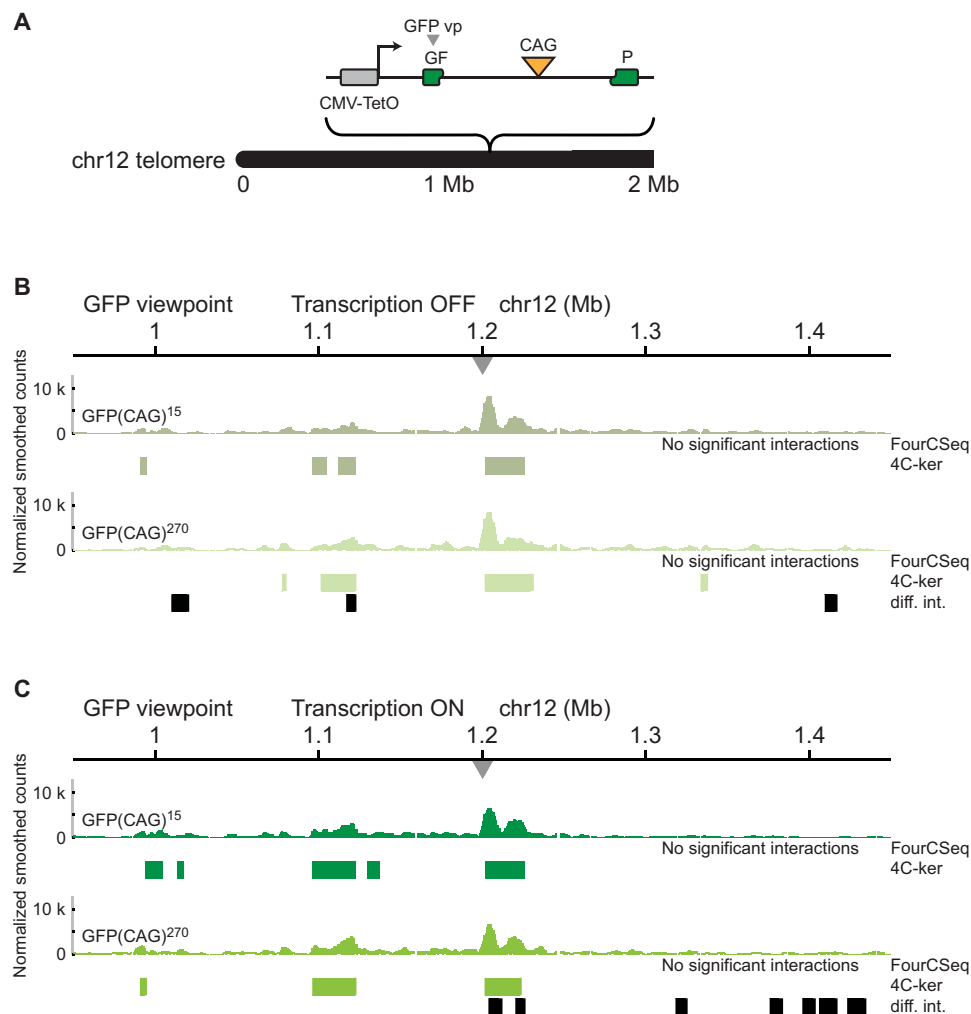 A
GFP vp
GF
CAG
P
CMV-TetO
chr12 telomere
0
1 Mb
2 Mb
B
GFP viewpoint
Transcription OFF
chr12 (Mb)
1
1.1
1.2
1.3
1.4
Normalized smoothed counts
10 k
GFP(CAG)15
0
No significant interactions
FourCSeq
4C-ker
10 k
GFP(CAG)270
0
No significant interactions
FourCSeq
4C-ker
diff. int.
C
GFP viewpoint
Transcription ON
chr12 (Mb)
1
1.1
1.2
1.3
1.4
Normalized smoothed counts
10 k
GFP(CAG)15
0
No significant interactions
FourCSeq
4C-ker
10 k
GFP(CAG)270
0
No significant interactions
FourCSeq
4C-ker
diff. int.